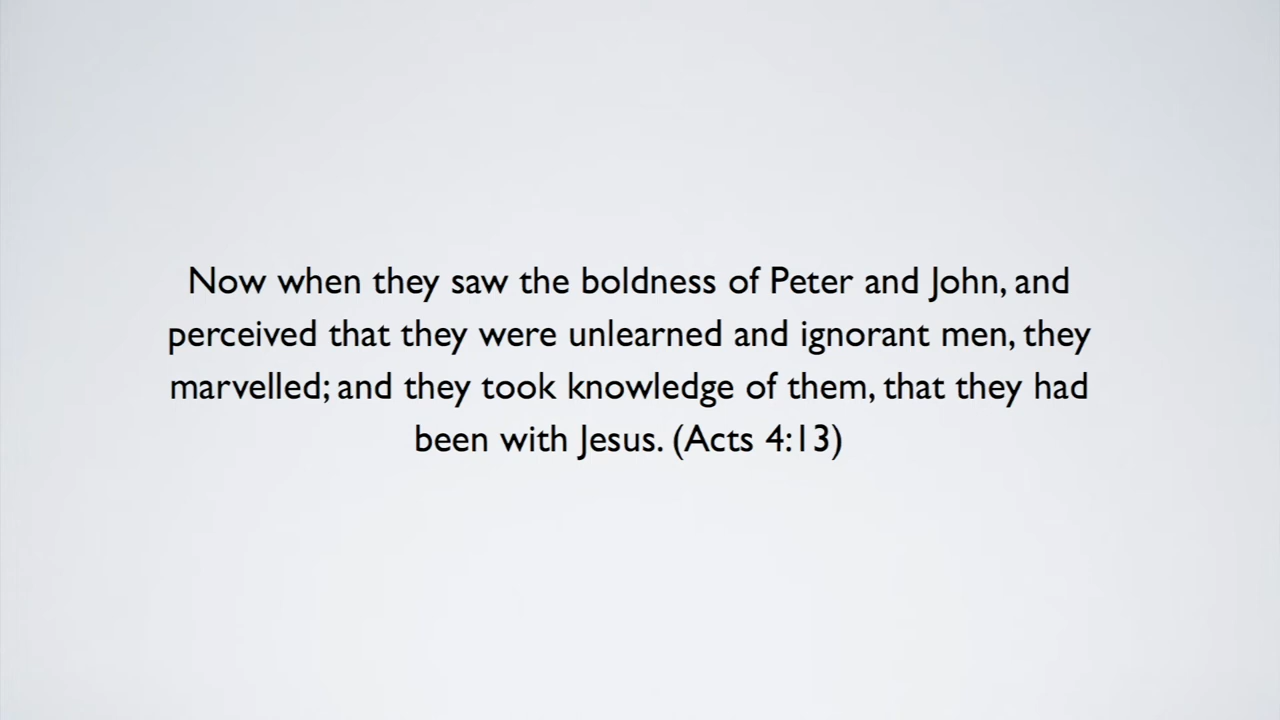 Now when they saw the boldness of Peter and John, and
perceived that they were unlearned and ignorant men, they
marvelled; and they took knowledge of them, that they had
been with Jesus. (Acts 4:13)